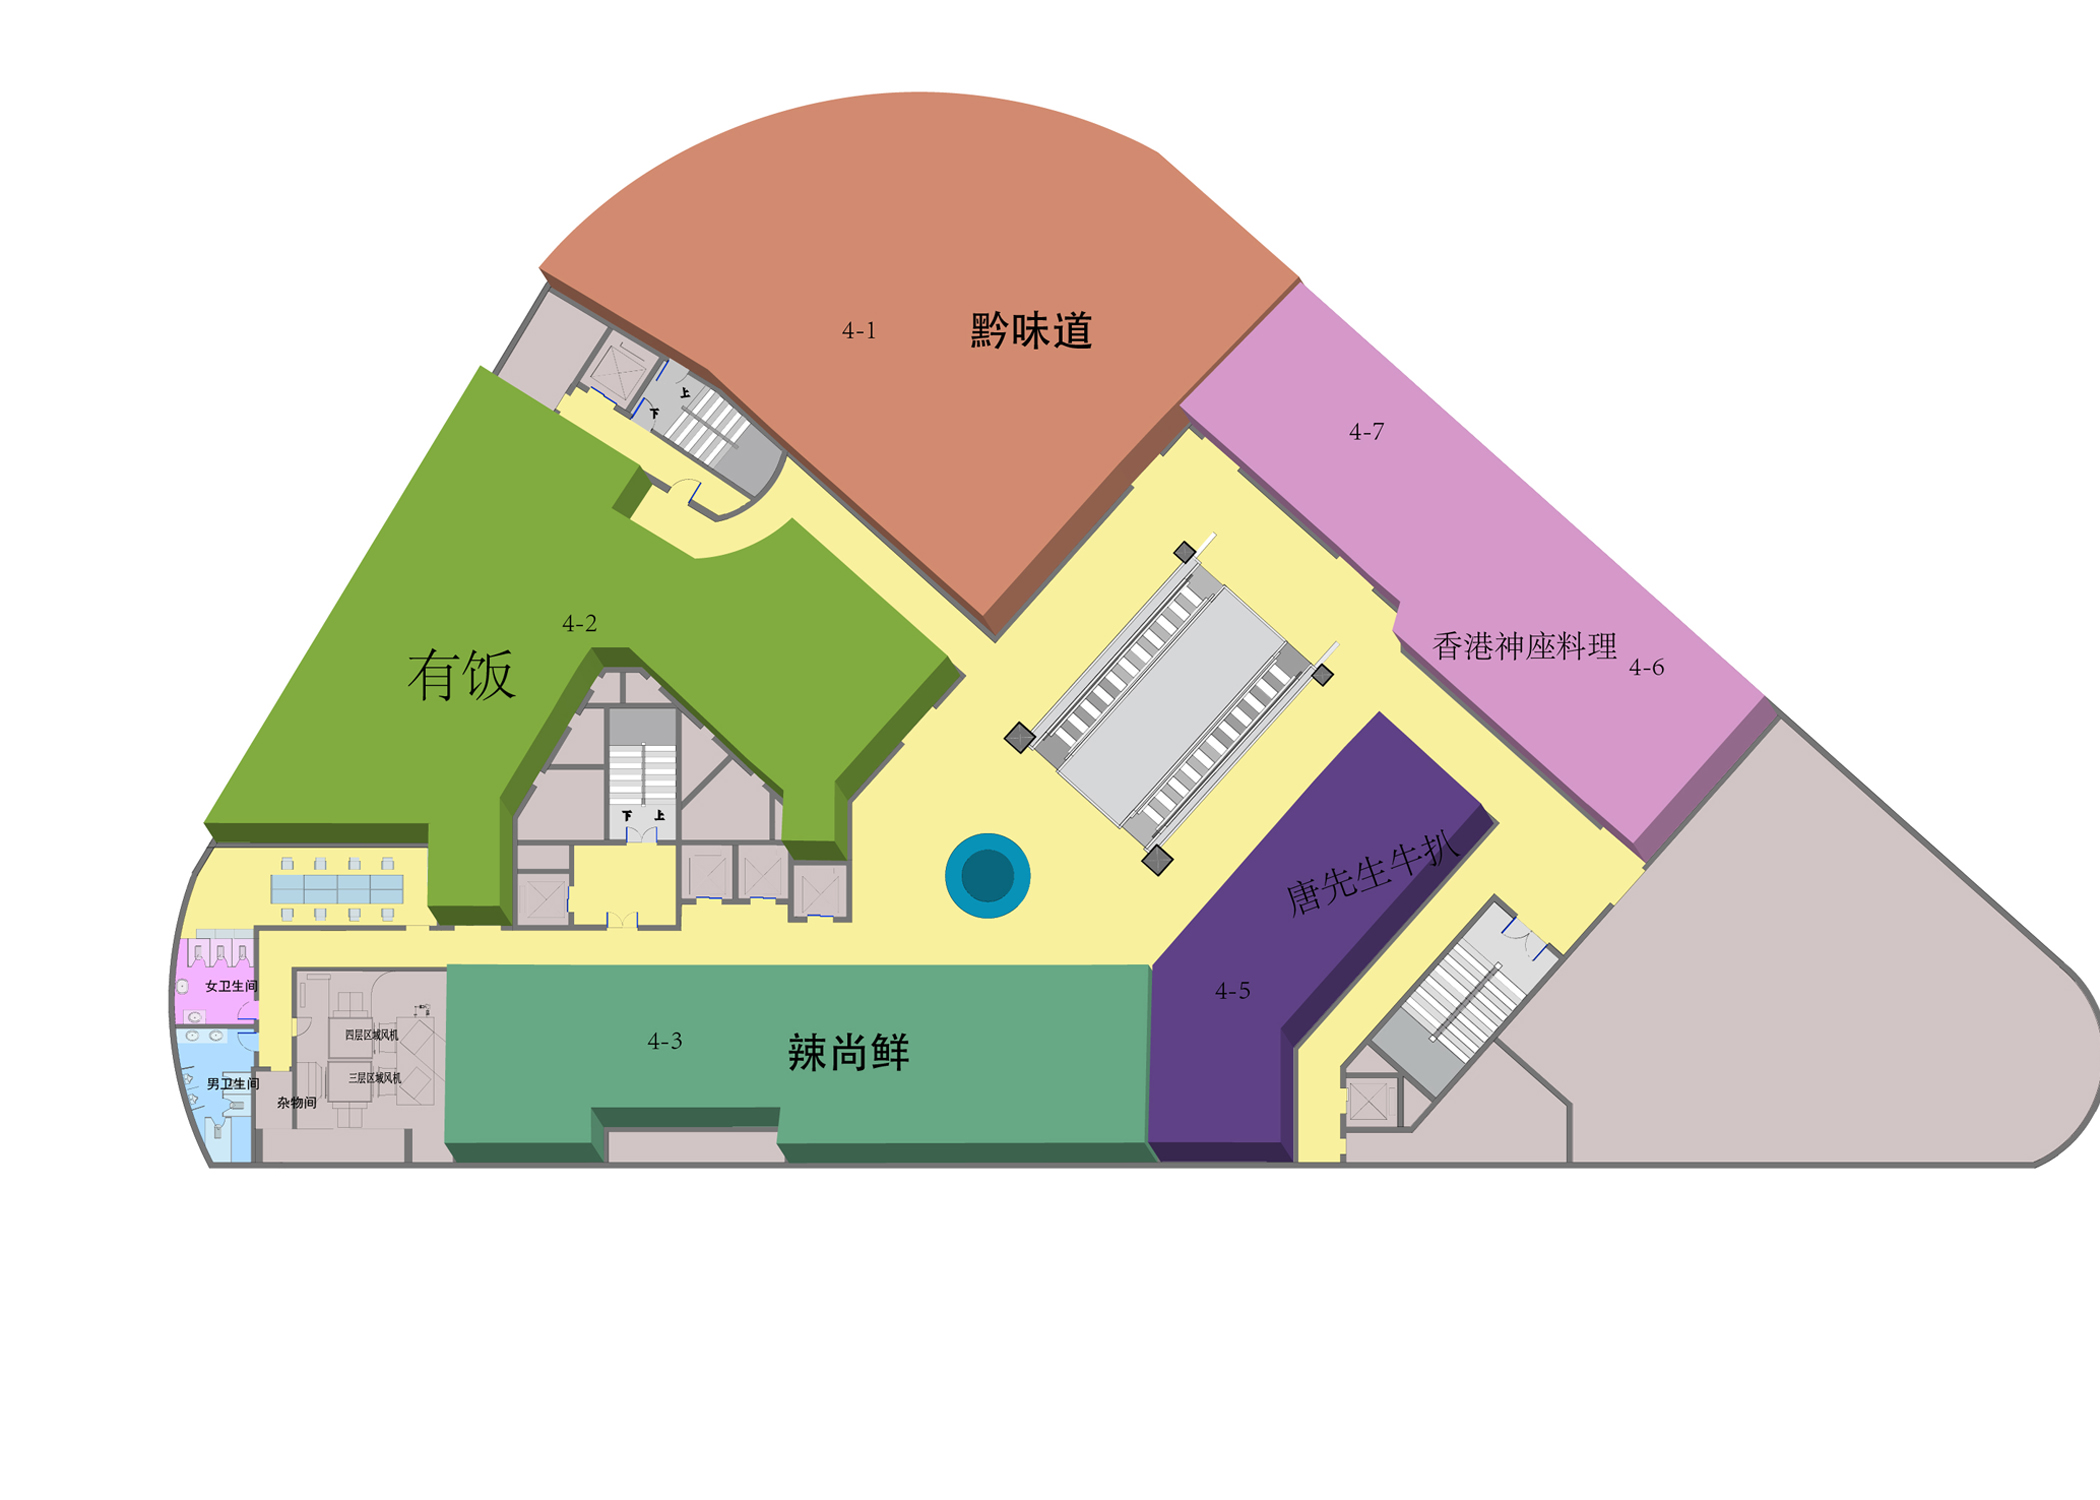 4-1
黔味道
上
下
4-7
4-2
有饭
香港神座料理
4-6
下 上
唐先生牛扒
女卫生间
4-5
四层区域风机
4-3
辣尚鲜
三层区域风机
男卫生间
杂物间